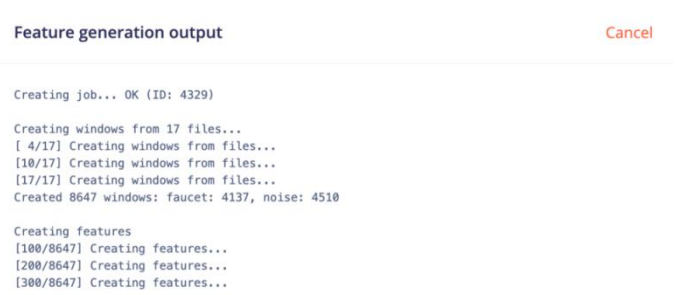 Feature generation output
Cancel
Creating job... OK (ID: 4329)
Creating windows from 17 files...
[ 4/17] Creating windows from files...
[10/17] Creating windows from files...
[17/17] Creating windows from files...
Created 8647 windows: faucet: 4137, noise: 4510
Creating features
[100/8647] Creating features...
[200/8647] Creating features...
[300/8647] Creating features...